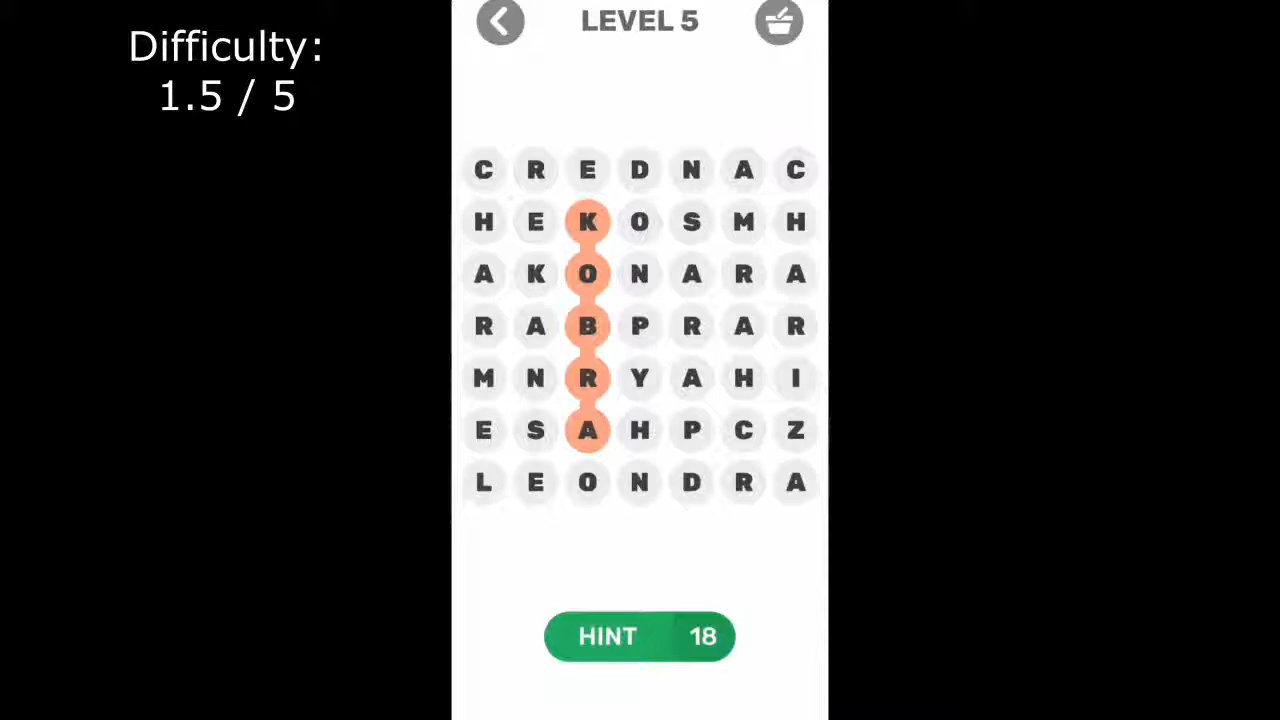 Difficulty:
1.5 / 5
LEVEL 5
C R E D N A C
H E K O S M H
A K O N A R A
R A B P R A R
M N R Y A H I
E S A H P C Z
L E O N D R A
HINT 18